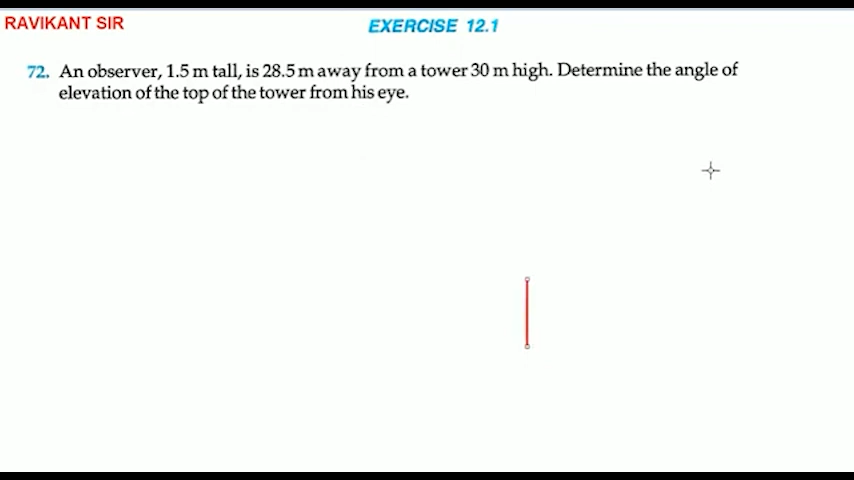 RAVIKANT SIR
EXERCISE 12.1
72. An observer, 1.5 m tall, is 28.5 m away from a tower 30 m high. Determine the angle of
elevation of the top of the tower from his eye.